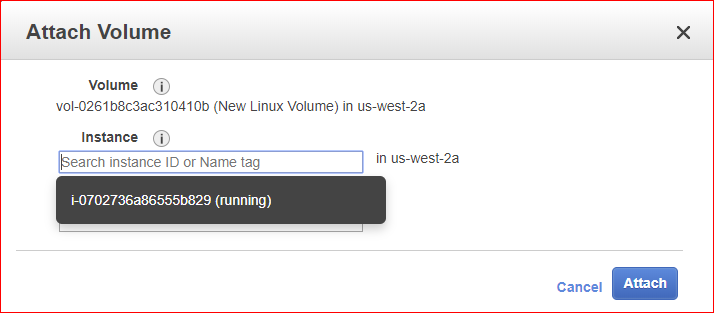 Attach Volume
Volume
vol-0261b8c3ac310410b (New Linux Volume) in us-west-2a
Instance
Search instance ID or Name tag in us-west-2a
i-0702736a86555b829 (running)
Cancel Attach